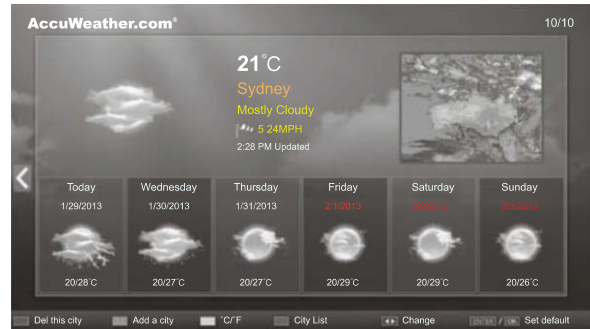 AccuWeather.com®
10/10
21°C
Sydney
Mostly Cloudy
5 24MPH
2:28 PM Updated
Today Wednesday Thursday Friday Saturday Sunday
1/29/2013 1/30/2013 1/31/2013 2/1/2013
20/28°C 20/27°C 20/27°C 20/29°C 20/29°C 20/26°C
Del this city Add a city °C/°F City List Change ENTER / OK Set default